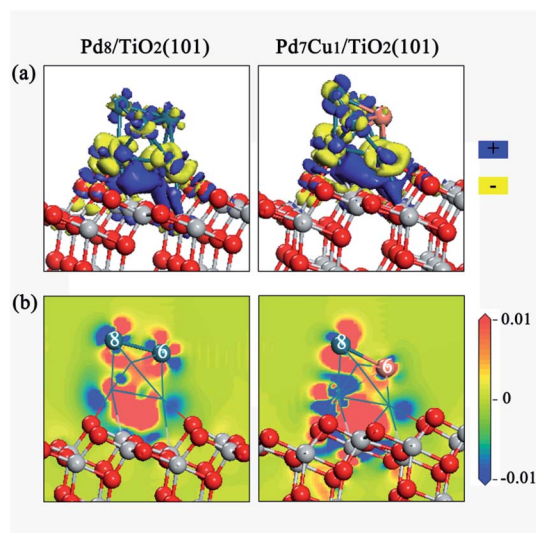 Pd8/TiO2(101) Pd7Cu1/TiO2(101)
(a)
+
-
(b)
8 6 8 6
0.01
0
-0.01